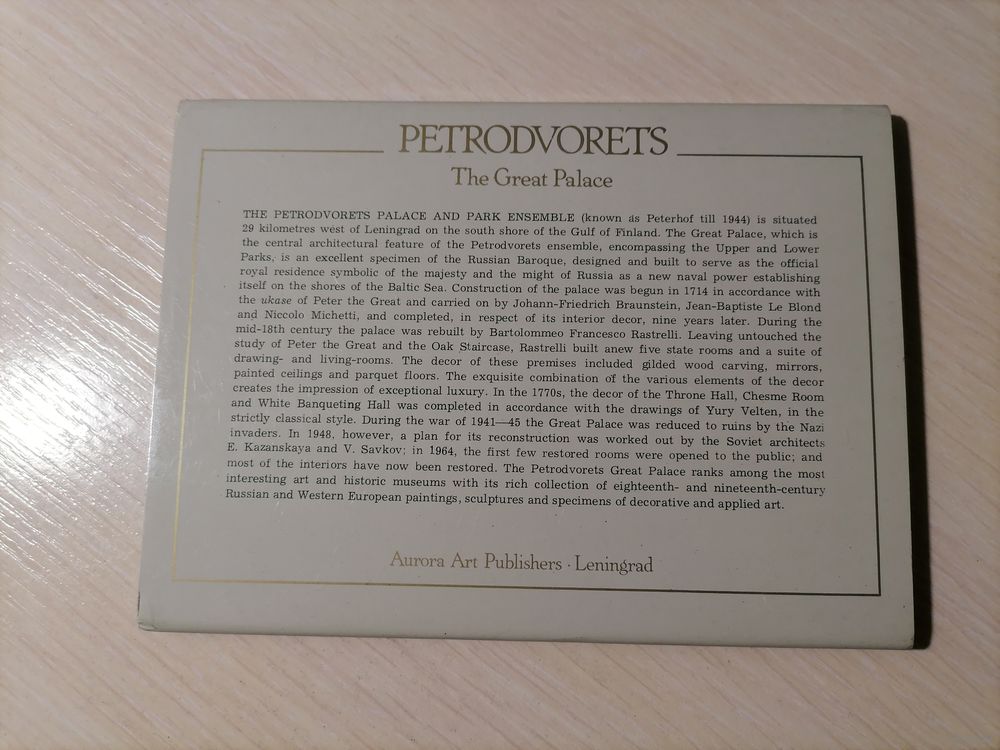 PETRODVORETS
The Great Palace
THE PETRODVORETS PALACE AND PARK ENSEMBLE (known as Peterhof till 1944) is situated
29 kilometres west of Leningrad on the south shore of the Gulf of Finland. The Great Palace, which is
the central architectural feature of the Petrodvorets ensemble, encompassing the Upper and Lower
Parks, is an excellent specimen of the Russian Baroque, designed and built to serve as the official
royal residence symbolic of the majesty and the might of Russia as a new naval power establishing
itself on the shores of the Baltic Sea. Construction of the palace was begun in 1714 in accordance with
the ukase of Peter the Great and carried on by Johann-Friedrich Braunstein, Jean-Baptiste Le Blond
and Niccolo Michetti, and completed, in respect of its interior decor, nine years later. During the
mid-18th century the palace was rebuilt by Bartolommeo Francesco Rastrelli. Leaving untouched the
study of Peter the Great and the Oak Staircase, Rastrelli built anew five state rooms and a suite of
drawing- and living-rooms. The decor of these premises included gilded wood carving, mirrors,
painted ceilings and parquet floors. The exquisite combination of the various elements of the decor
creates the impression of exceptional luxury. In the 1770s, the decor of the Throne Hall, Chesme Room
and White Banqueting Hall was completed in accordance with the drawings of Yury Velten, in the
strictly classical style. During the war of 1941—45 the Great Palace was reduced to ruins by the Nazi
invaders. In 1948, however, a plan for its reconstruction was worked out by the Soviet architects
E. Kazanskaya and V. Savkov; in 1964, the first few restored rooms were opened to the public; and
most of the interiors have now been restored. The Petrodvorets Great Palace ranks among the most
interesting art and historic museums with its rich collection of eighteenth- and nineteenth-century
Russian and Western European paintings, sculptures and specimens of decorative and applied art.
Aurora Art Publishers · Leningrad